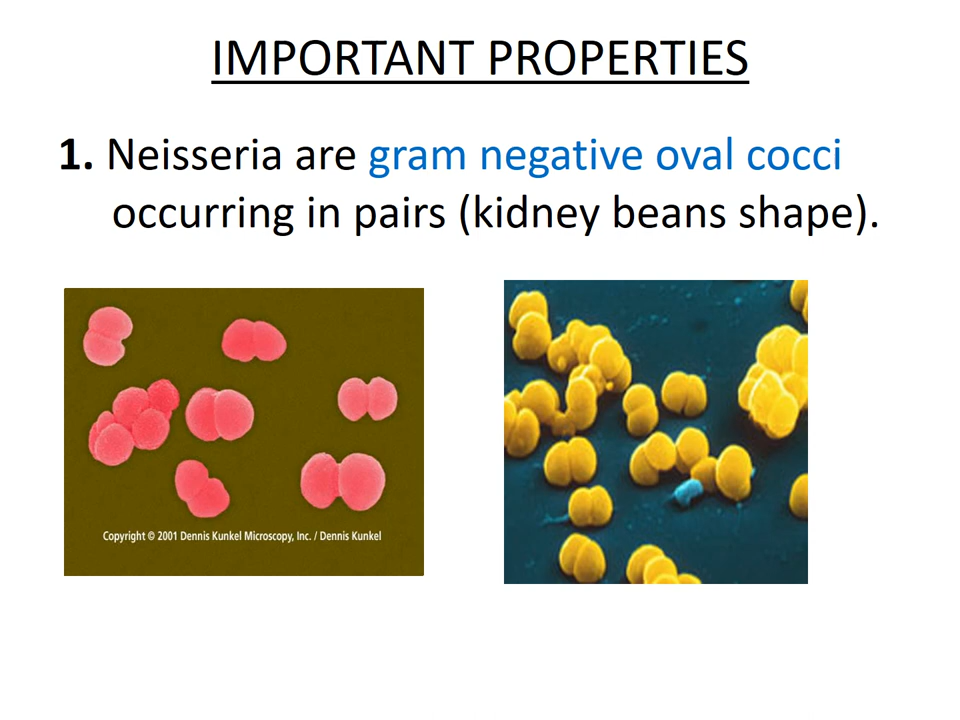 IMPORTANT PROPERTIES
1. Neisseria are gram negative oval cocci
occurring in pairs (kidney beans shape).
Copyright © 2001 Dennis Kunkel Microscopy, Inc. / Dennis Kunkel